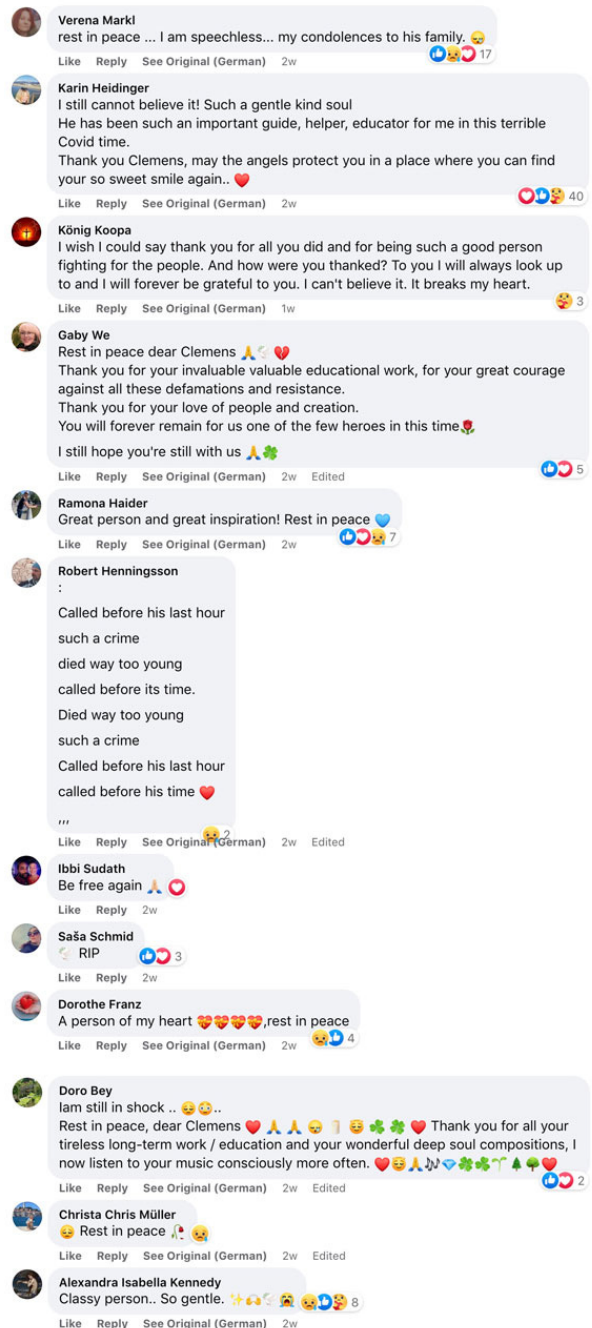 Verena Markl
rest in peace ... I am speechless... my condolences to his family. 😪
17
Like Reply See Original (German) 2w
Karin Heidinger
I still cannot believe it! Such a gentle kind soul
He has been such an important guide, helper, educator for me in this terrible
Covid time.
Thank you Clemens, may the angels protect you in a place where you can find
your so sweet smile again.. ❤️
40
Like Reply See Original (German) 2w
König Koopa
I wish I could say thank you for all you did and for being such a good person
fighting for the people. And how were you thanked? To you I will always look up
to and I will forever be grateful to you. I can't believe it. It breaks my heart.
3
Like Reply See Original (German) 1w
Gaby We
Rest in peace dear Clemens 🙏🕊️💔
Thank you for your invaluable valuable educational work, for your great courage
against all these defamations and resistance.
Thank you for your love of people and creation.
You will forever remain for us one of the few heroes in this time🌹
I still hope you're still with us 🙏🍀
5
Like Reply See Original (German) 2w Edited
Ramona Haider
Great person and great inspiration! Rest in peace 💙
7
Like Reply See Original (German) 2w
Robert Henningsson
:
Called before his last hour
such a crime
died way too young
called before its time.
Died way too young
such a crime
Called before his last hour
called before his time ❤️
,,,
2
Like Reply See Original (German) 2w Edited
Ibbi Sudath
Be free again 🙏🏻
Like Reply 2w
Saša Schmid
🕊️ RIP
3
Like Reply 2w
Dorothe Franz
A person of my heart 💝💝💝💝,rest in peace
4
Like Reply See Original (German) 2w
Doro Bey
Iam still in shock .. 😔😳..
Rest in peace, dear Clemens ❤️ 🙏 🙏 😪 🕯️ 😇 🍀 🍀 ❤️ Thank you for all your
tireless long-term work / education and your wonderful deep soul compositions, I
now listen to your music consciously more often. ❤️😇🙏🎶💎🍀🍀🌱🌲🌳❤️
2
Like Reply See Original (German) 2w Edited
Christa Chris Müller
😔 Rest in peace 🥀
Like Reply See Original (German) 2w Edited
Alexandra Isabella Kennedy
Classy person.. So gentle. ✨🙌🏻🕊️😭
8
Like Reply See Original (German) 2w